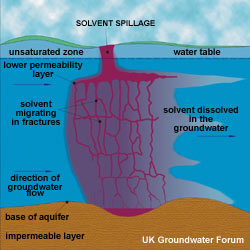 SOLVENT SPILLAGE
unsaturated zone
water table
lower permeability
layer
solvent
migrating
in fractures
solvent dissolved
in the
groundwater
direction of
groundwater
flow
base of aquifer
impermeable layer
UK Groundwater Forum